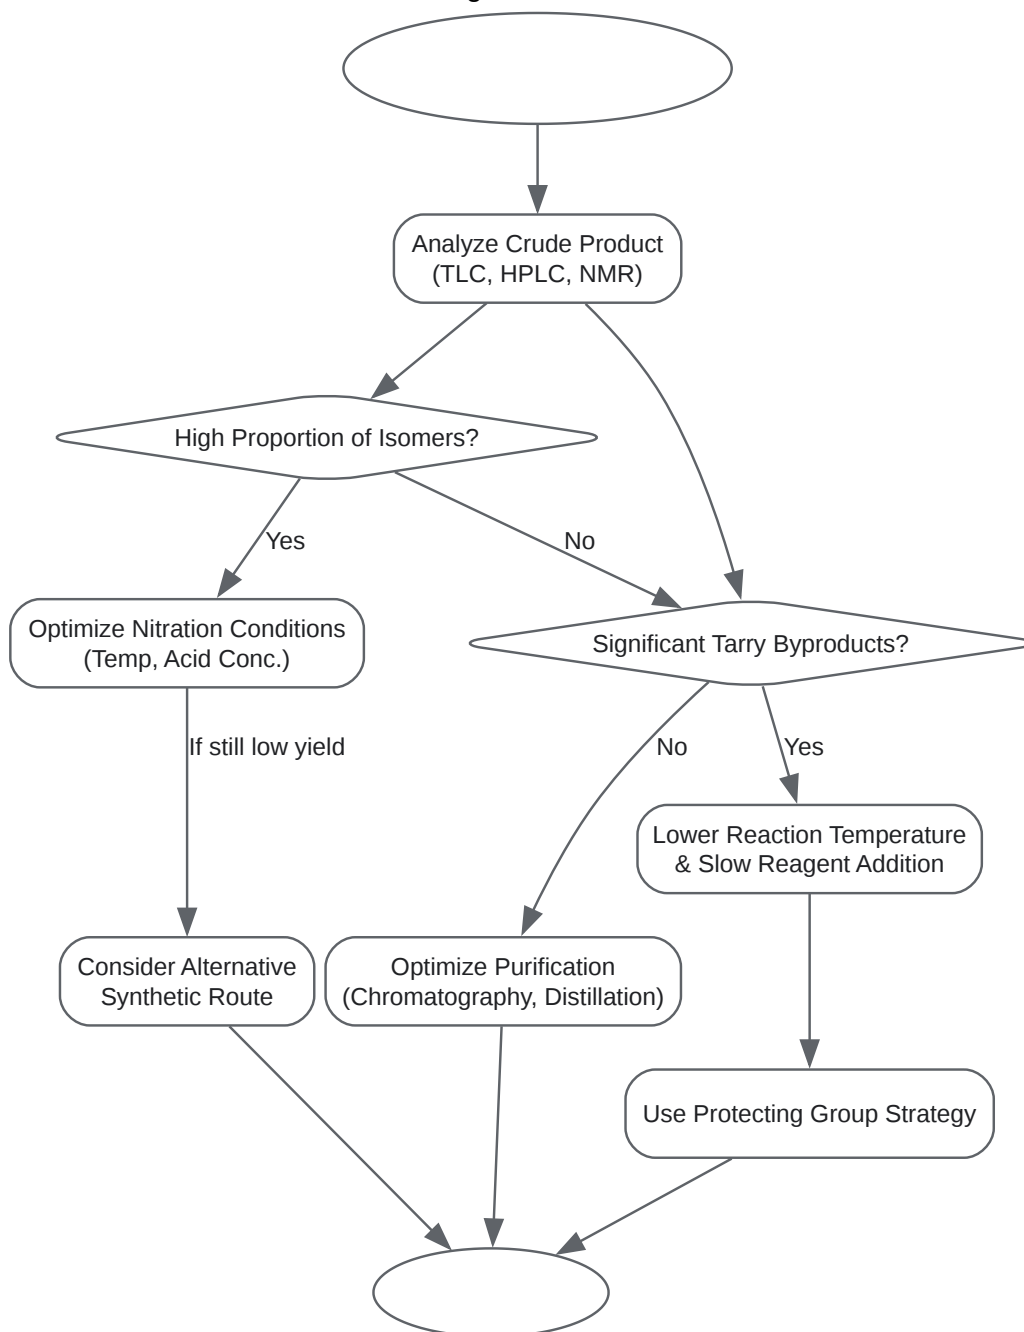 Analyze Crude Product
(TLC, HPLC, NMR)
High Proportion of Isomers?
Yes
No
Optimize Nitration Conditions
(Temp, Acid Conc.)
Significant Tarry Byproducts?
If still low yield
No
Yes
Lower Reaction Temperature
& Slow Reagent Addition
Consider Alternative
Synthetic Route
Optimize Purification
(Chromatography, Distillation)
Use Protecting Group Strategy